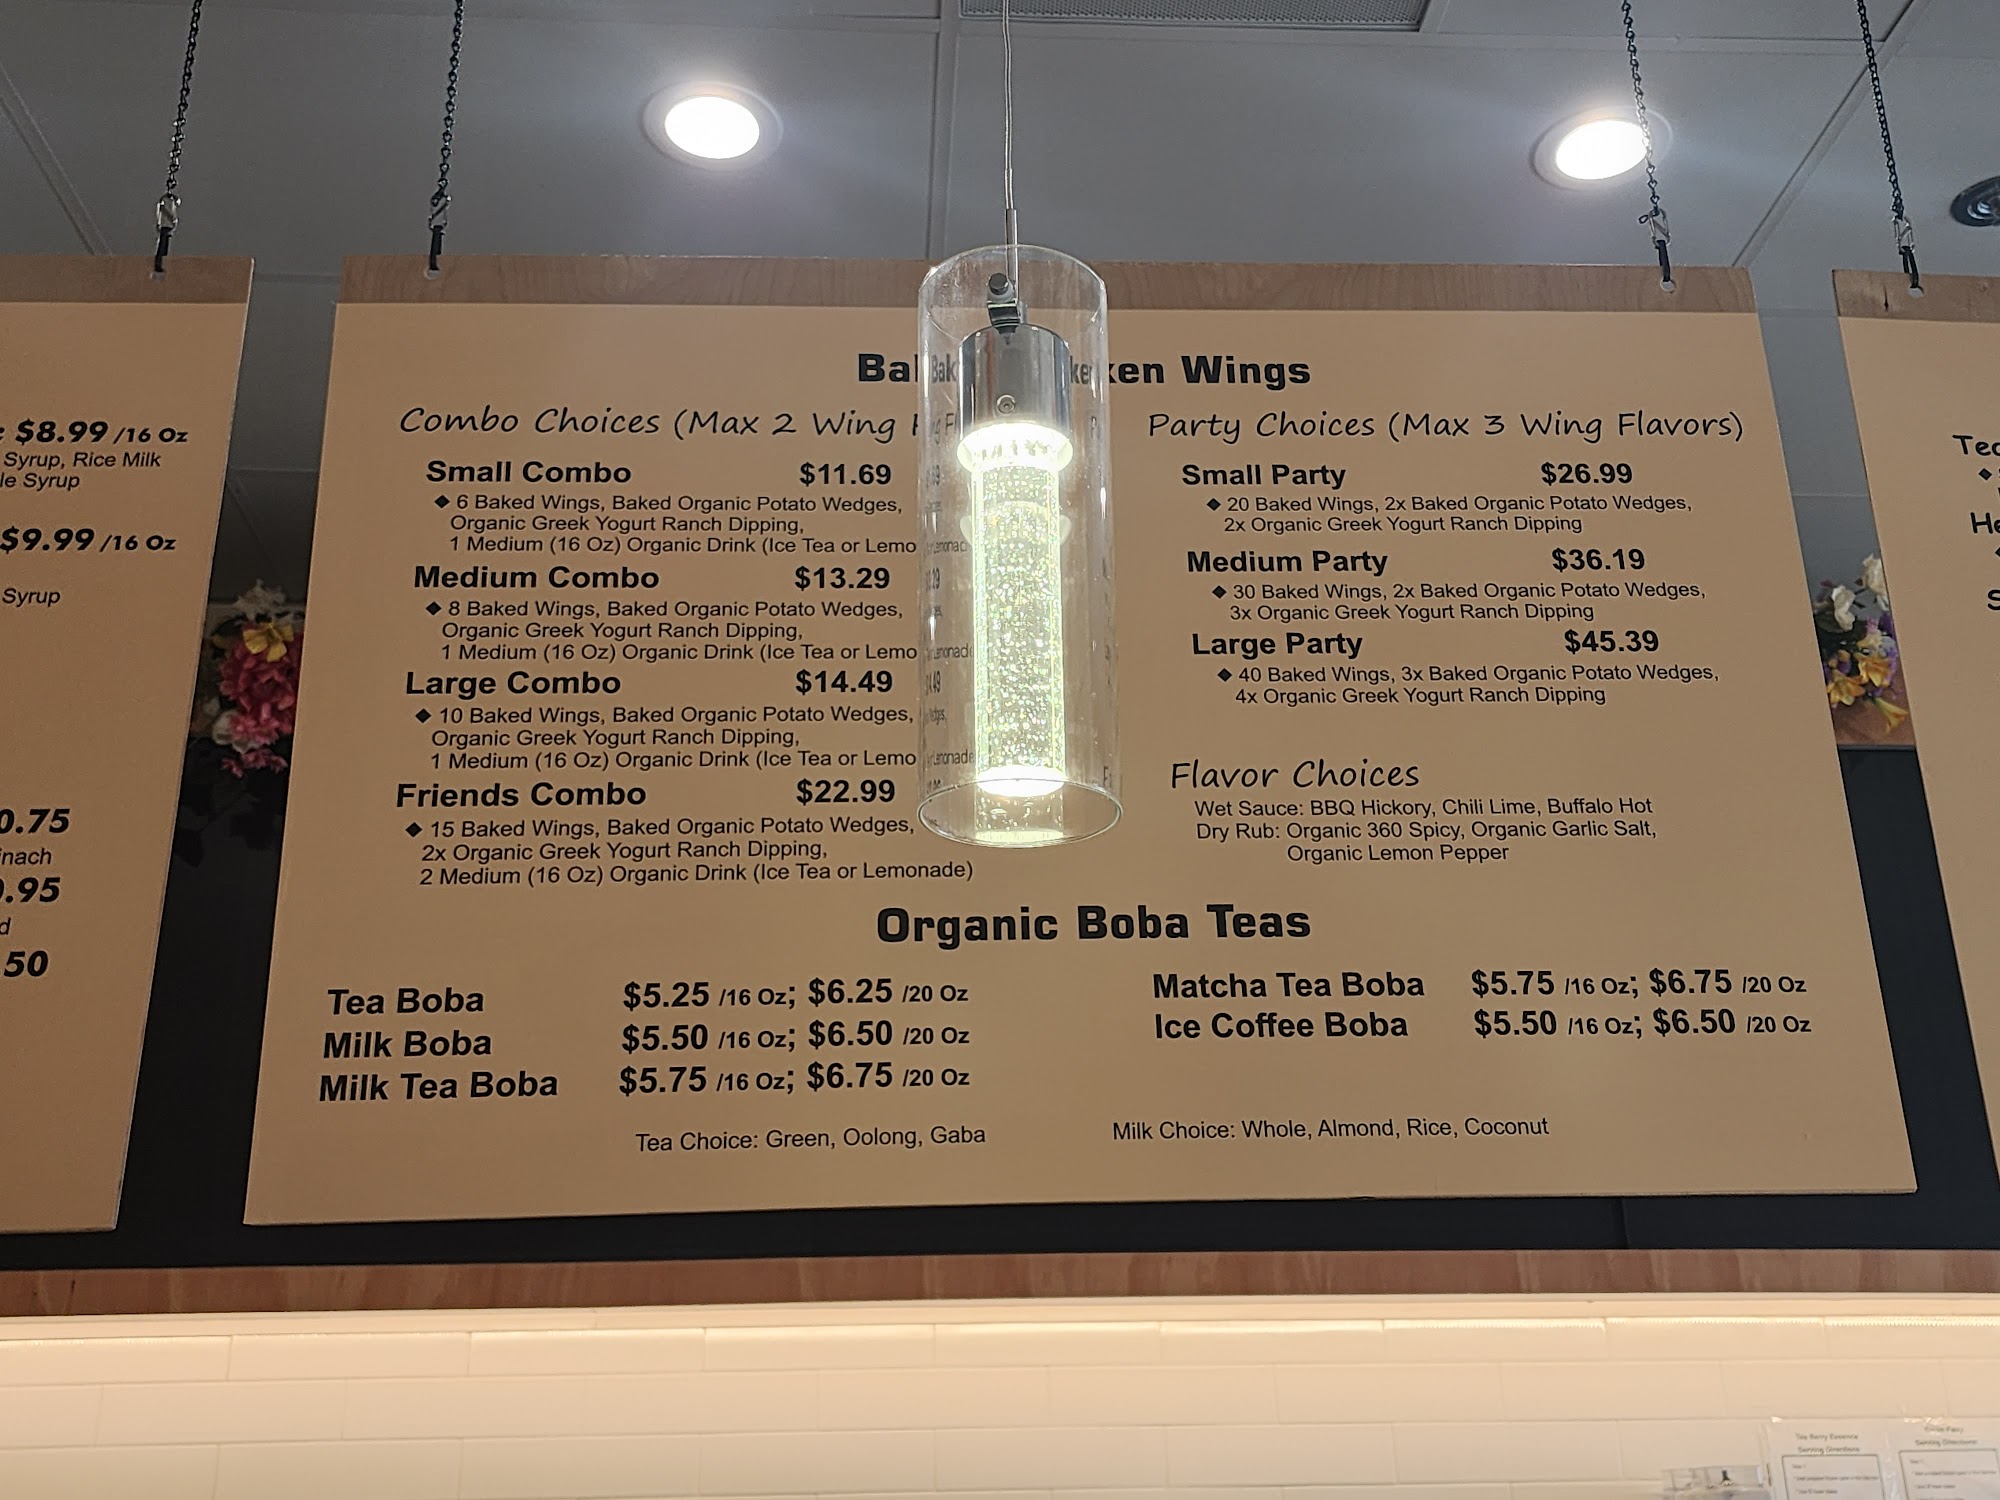 : $8.99 /16 Oz
Syrup, Rice Milk
le Syrup
$9.99 /16 Oz
Syrup
0.75
inach
.95
d
.50
Ba ken Wings
Combo Choices (Max 2 Wing
Small Combo $11.69
❖ 6 Baked Wings, Baked Organic Potato Wedges,
Organic Greek Yogurt Ranch Dipping,
1 Medium (16 Oz) Organic Drink (Ice Tea or Lemo
Medium Combo $13.29
❖ 8 Baked Wings, Baked Organic Potato Wedges,
Organic Greek Yogurt Ranch Dipping,
1 Medium (16 Oz) Organic Drink (Ice Tea or Lemo
Large Combo $14.49
❖ 10 Baked Wings, Baked Organic Potato Wedges,
Organic Greek Yogurt Ranch Dipping,
1 Medium (16 Oz) Organic Drink (Ice Tea or Lemo
Friends Combo $22.99
❖ 15 Baked Wings, Baked Organic Potato Wedges,
2x Organic Greek Yogurt Ranch Dipping,
2 Medium (16 Oz) Organic Drink (Ice Tea or Lemonade)
Party Choices (Max 3 Wing Flavors)
Small Party $26.99
❖ 20 Baked Wings, 2x Baked Organic Potato Wedges,
2x Organic Greek Yogurt Ranch Dipping
Medium Party $36.19
❖ 30 Baked Wings, 2x Baked Organic Potato Wedges,
3x Organic Greek Yogurt Ranch Dipping
Large Party $45.39
❖ 40 Baked Wings, 3x Baked Organic Potato Wedges,
4x Organic Greek Yogurt Ranch Dipping
Flavor Choices
Wet Sauce: BBQ Hickory, Chili Lime, Buffalo Hot
Dry Rub: Organic 360 Spicy, Organic Garlic Salt,
Organic Lemon Pepper
Organic Boba Teas
Tea Boba $5.25 /16 Oz; $6.25 /20 Oz
Milk Boba $5.50 /16 Oz; $6.50 /20 Oz
Milk Tea Boba $5.75 /16 Oz; $6.75 /20 Oz
Matcha Tea Boba $5.75 /16 Oz; $6.75 /20 Oz
Ice Coffee Boba $5.50 /16 Oz; $6.50 /20 Oz
Tea Choice: Green, Oolong, Gaba
Milk Choice: Whole, Almond, Rice, Coconut
Serving Directions
Serving Directions